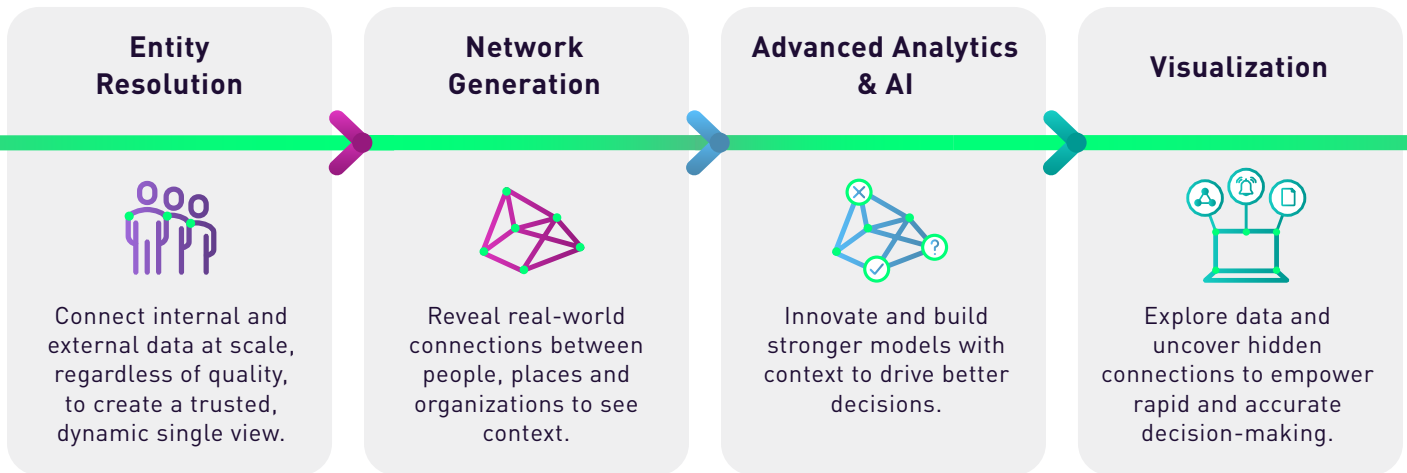 Entity
Resolution
Connect internal and
external data at scale,
regardless of quality,
to create a trusted,
dynamic single view.
Network
Generation
Reveal real-world
connections between
people, places and
organizations to see
context.
Advanced Analytics
& AI
?
Innovate and build
stronger models with
context to drive better
decisions.
Visualization
Explore data and
uncover hidden
connections to empower
rapid and accurate
decision-making.